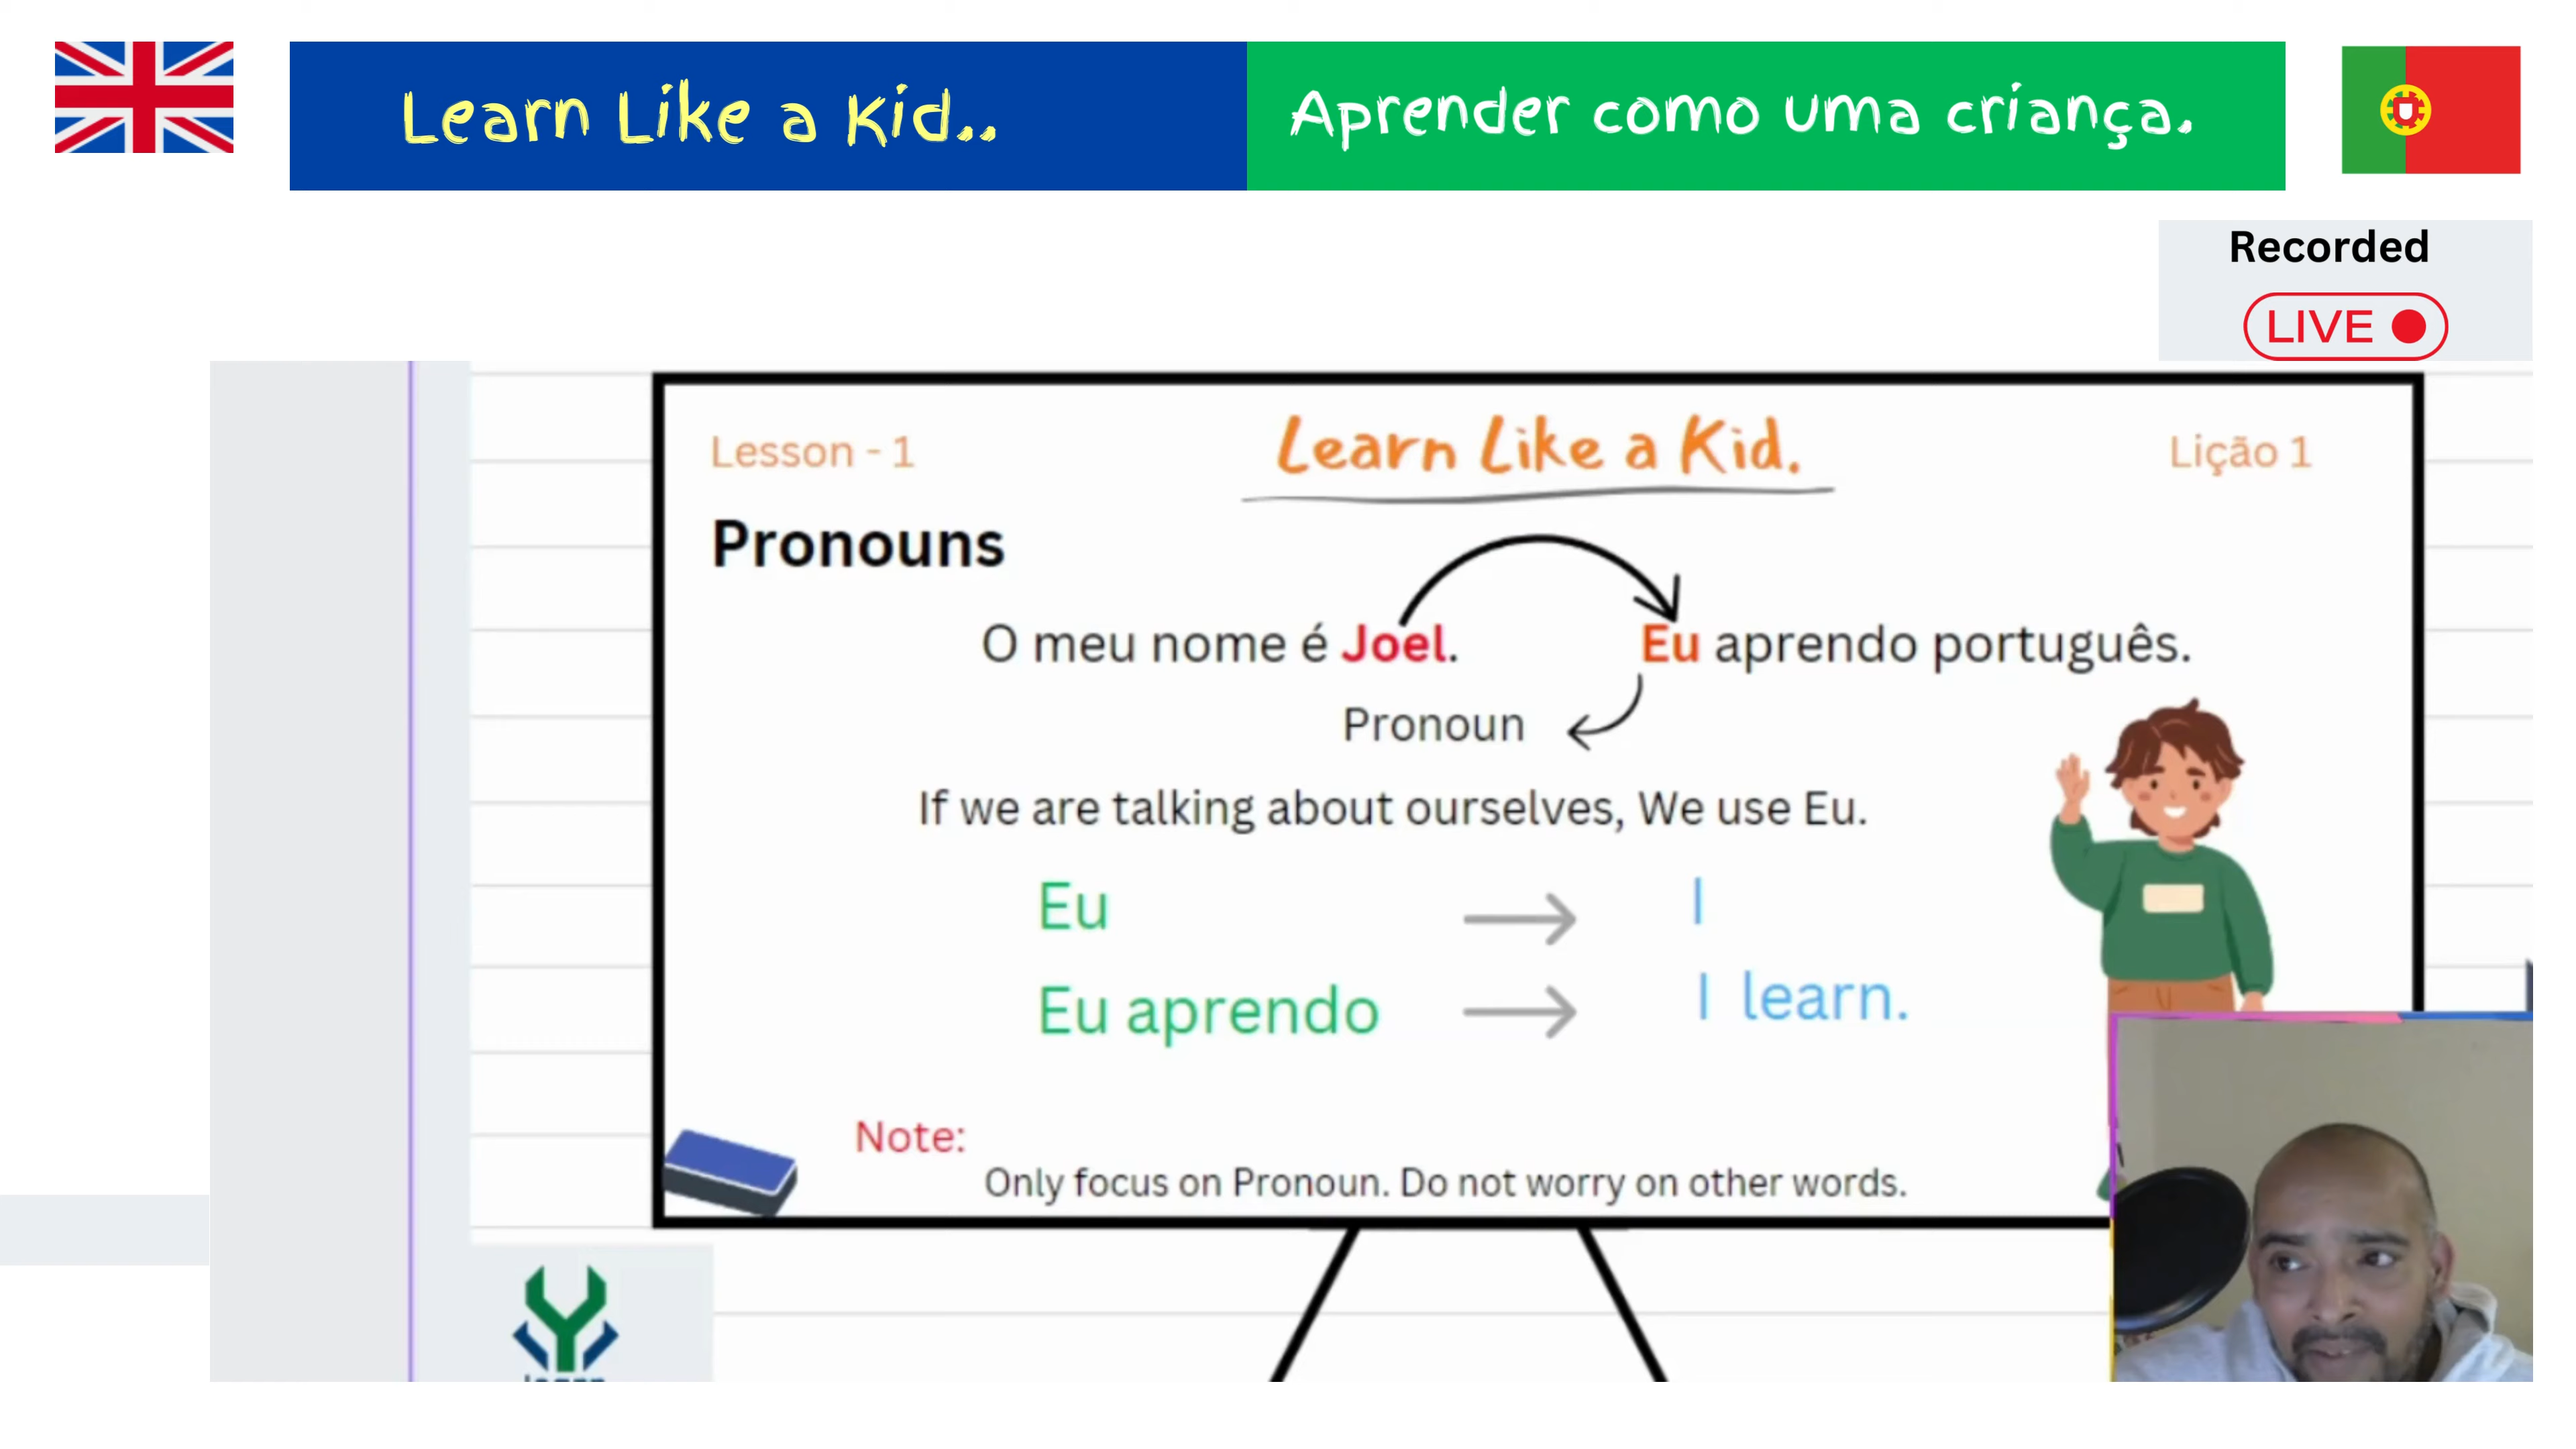 Learn Like a Kid..
Aprender como uma criança.
Recorded
LIVE
Lesson - 1
Learn Like a Kid.
Lição 1
Pronouns
O meu nome é Joel. Eu aprendo português.
Pronoun
If we are talking about ourselves, We use Eu.
Eu I
Eu aprendo I learn.
Note:
Only focus on Pronoun. Do not worry on other words.